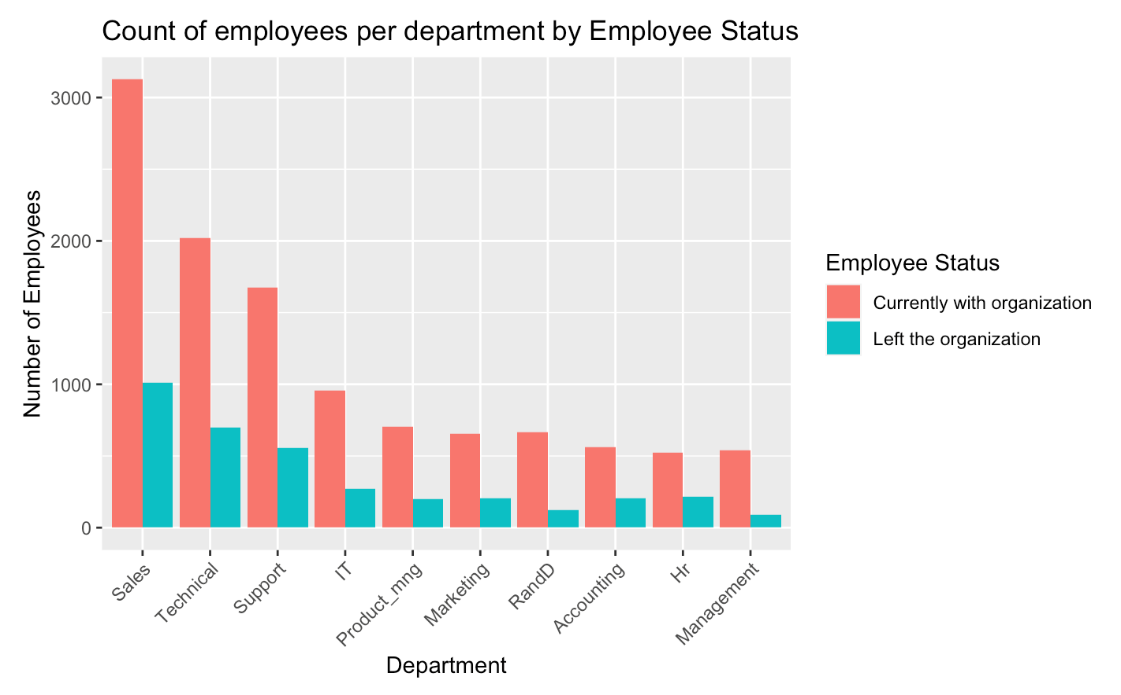 Count of employees per department by Employee Status
Number of Employees
3000
2000
1000
0
Sales
Technical
Support
IT
Product_mng
Marketing
RandD
Accounting
Hr
Management
Department
Employee Status
Currently with organization
Left the organization